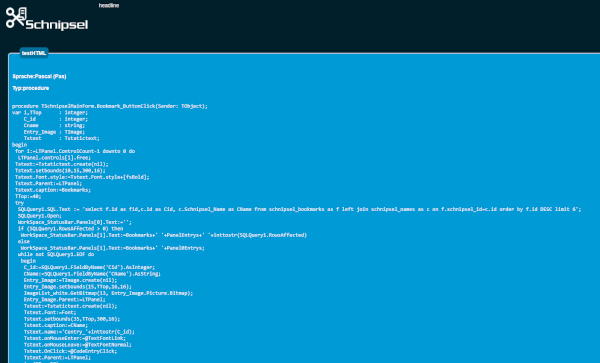 headline
Schnipsel
testHTML
Sprache:Pascal (Pas)
Typ:procedure
procedure TSchnipselMainForm.Bookmark_ButtonClick(Sender: TObject);
var i,TTop : integer;
C_id : integer;
Cname : string;
Entry_Image : TImage;
Tstext : Tstatictext;
begin
for i:=LTPanel.ControlCount-1 downto 0 do
LTPanel.controls[i].Free;
Tstext:=Tstatictext.create(nil);
Tstext.setbounds(10,15,300,16);
Tstext.Font.style:=Tstext.Font.style+[fsBold];
Tstext.Parent:=LTPanel;
Tstext.caption:=Bookmarks;
TTop:=40;
try
SQLQuery1.SQL.Text := 'select f.id as fid,c.id as Cid, c.Schnipsel_Name as CName from schnipsel_bookmarks as f left join schnipsel_names as c on f.schnipsel_id=c.id order by f.id DESC limit 6';
SQLQuery1.Open;
WorkSpace_StatusBar.Panels[0].Text:='';
if (SQLQuery1.RowsAffected > 0) then
WorkSpace_StatusBar.Panels[1].Text:=Bookmarks+' '+PanelEntrys+' '+inttostr(SQLQuery1.RowsAffected)
else
WorkSpace_StatusBar.Panels[1].Text:=Bookmarks+' '+Panel0Entrys;
while not SQLQuery1.EOF do
begin
C_id:=SQLQuery1.FieldByName('Cid').AsInteger;
CName:=SQLQuery1.FieldByName('CName').AsString;
Entry_Image:=TImage.create(nil);
Entry_Image.setbounds(15,TTop,16,16);
ImageList_white.GetBitmap(13, Entry_Image.Picture.Bitmap);
Entry_Image.Parent:=LTPanel;
Tstext:=Tstatictext.create(nil);
Tstext.Font:=Font;
Tstext.setbounds(35,TTop,300,16);
Tstext.caption:=CName;
Tstext.name:='Centry_'+inttostr(C_id);
Tstext.onMouseEnter:=@TextFontLink;
Tstext.onMouseLeave:=@TextFontNormal;
Tstext.OnClick:=@CodeEntryClick;
Tstext.Parent:=LTPanel;